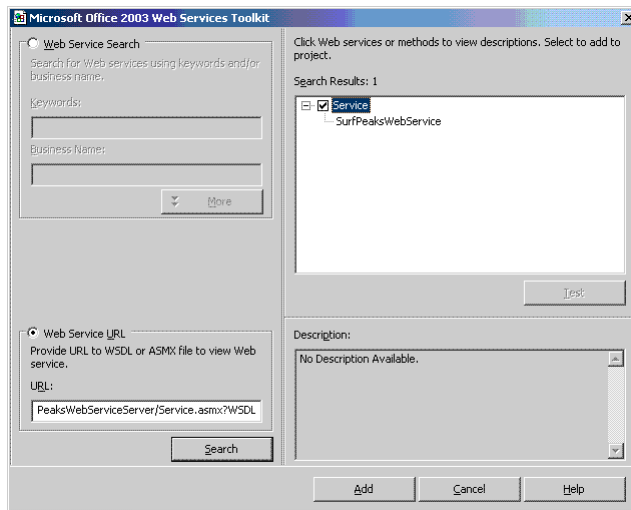 Microsoft Office 2003 Web Services Toolkit
Web Service Search
Search for Web services using keywords and/or
business name.
Keywords:
Business Name:
More
Web Service URL
Provide URL to WSDL or ASMX file to view Web
service.
URL:
PeaksWebServiceServer/Service.asmx?WSDL
Search
Click Web services or methods to view descriptions. Select to add to
project.
Search Results: 1
Service
SurfPeaksWebService
Test
Description:
No Description Available.
Add
Cancel
Help